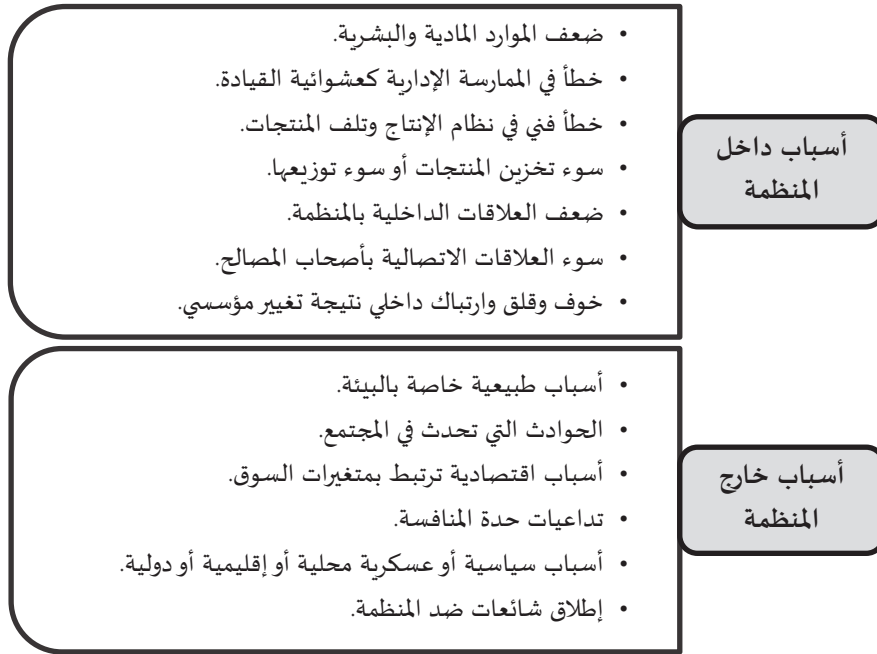 أسباب داخل
المنظمة
• ضعف الموارد المادية والبشرية.
• خطأ في الممارسة الإدارية كعشوائية القيادة.
• خطأ فني في نظام الإنتاج وتلف المنتجات.
• سوء تخزين المنتجات أو سوء توزيعها.
• ضعف العلاقات الداخلية بالمنظمة.
• سوء العلاقات الاتصالية بأصحاب المصالح.
• خوف وقلق وارتباك داخلي نتيجة تغيير مؤسسي.
أسباب خارج
المنظمة
• أسباب طبيعية خاصة بالبيئة.
• الحوادث التي تحدث في المجتمع.
• أسباب اقتصادية ترتبط بمتغيرات السوق.
• تداعيات حدة المنافسة.
• أسباب سياسية أو عسكرية محلية أو إقليمية أو دولية.
• إطلاق شائعات ضد المنظمة.